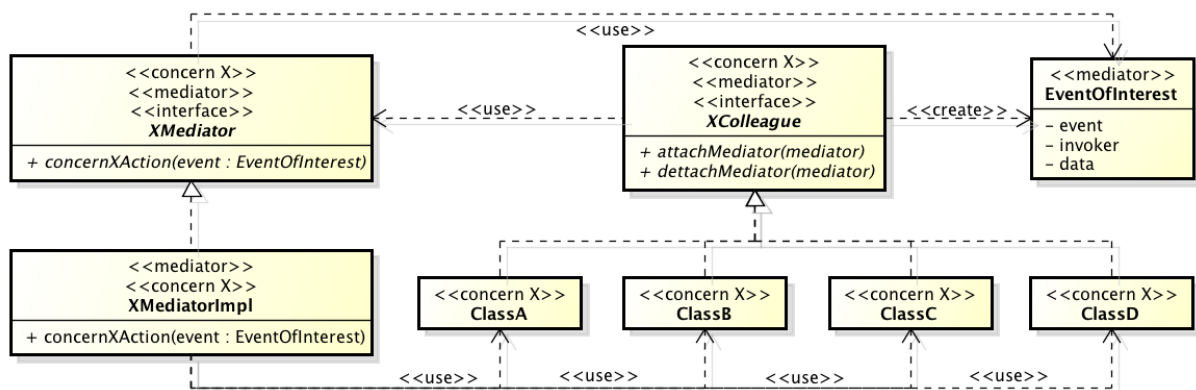 <<use>>
<<concern X>>
<<mediator>>
<<interface>>
XMediator
+ concernXAction(event : EventOfInterest)
<<use>>
<<concern X>>
<<mediator>>
<<interface>>
XColleague
+ attachMediator(mediator)
+ dettachMediator(mediator)
<<create>>
<<mediator>>
EventOfInterest
- event
- invoker
- data
<<mediator>>
<<concern X>>
XMediatorImpl
+ concernXAction(event : EventOfInterest)
<<concern X>>
ClassA
<<concern X>>
ClassB
<<concern X>>
ClassC
<<concern X>>
ClassD
<<use>>
<<use>>
<<use>>
<<use>>